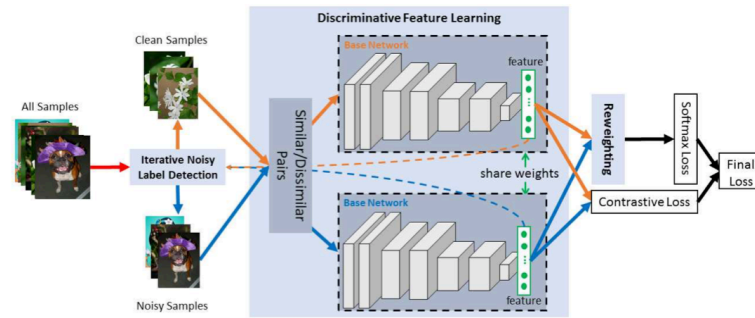 Discriminative Feature Learning
Clean Samples
All Samples
Iterative Noisy
Label Detection
Noisy Samples
Similar/Dissimilar
Pairs
Base Network
feature
share weights
Base Network
feature
Reweighting
Softmax Loss
Contrastive Loss
Final
Loss